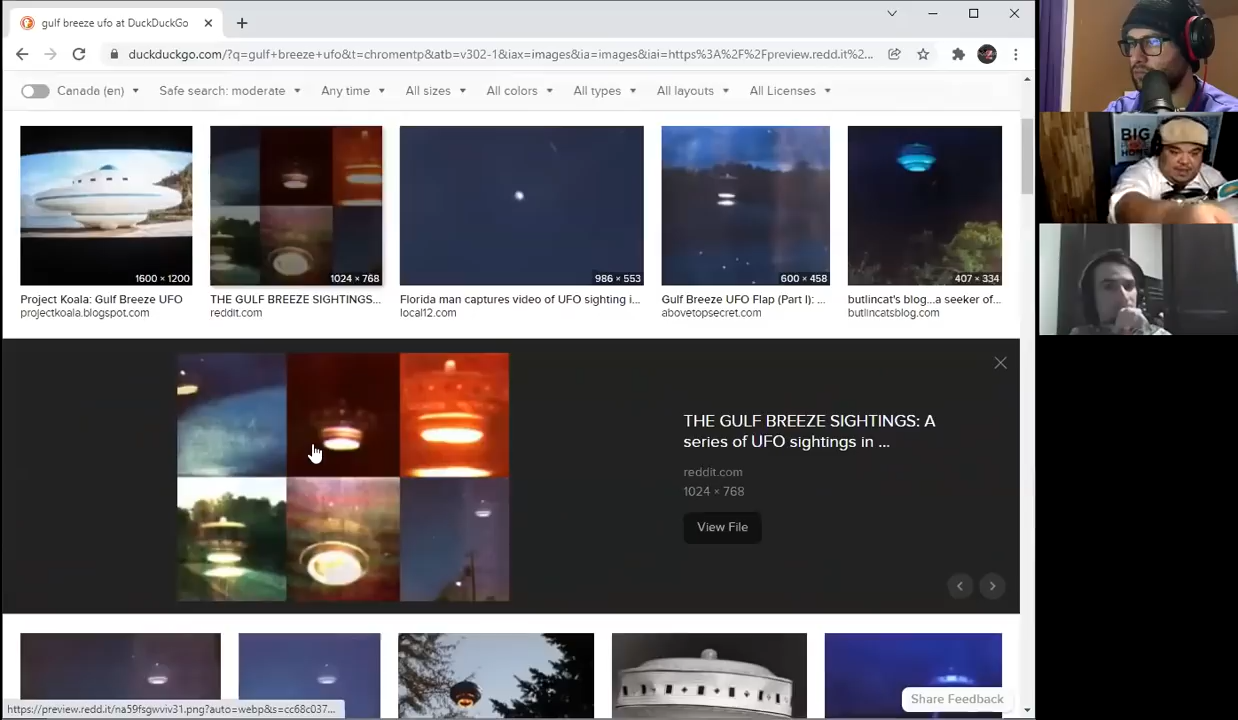 gulf breeze ufo at DuckDuckGo
duckduckgo.com/?q=gulf+breeze+ufo&t=chromentp&atb=v302-1&iax=images&ia=images&iai=https%3A%2F%2Fpreview.redd.it%2...
Canada (en) Safe search: moderate Any time All sizes All colors All types All layouts All Licenses
1600 × 1200 1024 × 768 986 × 553 600 × 458 407 × 334
Project Koala: Gulf Breeze UFO THE GULF BREEZE SIGHTINGS... Florida man captures video of UFO sighting i... Gulf Breeze UFO Flap (Part I): ... butlincat's blog...a seeker of...
projectkoala.blogspot.com reddit.com local12.com abovetopsecret.com butlincatsblog.com
THE GULF BREEZE SIGHTINGS: A
series of UFO sightings in ...
reddit.com
1024 × 768
View File
Share Feedback
https://preview.redd.it/na59fsgwviv31.png?auto=webp&s=cc68c037...
BIG